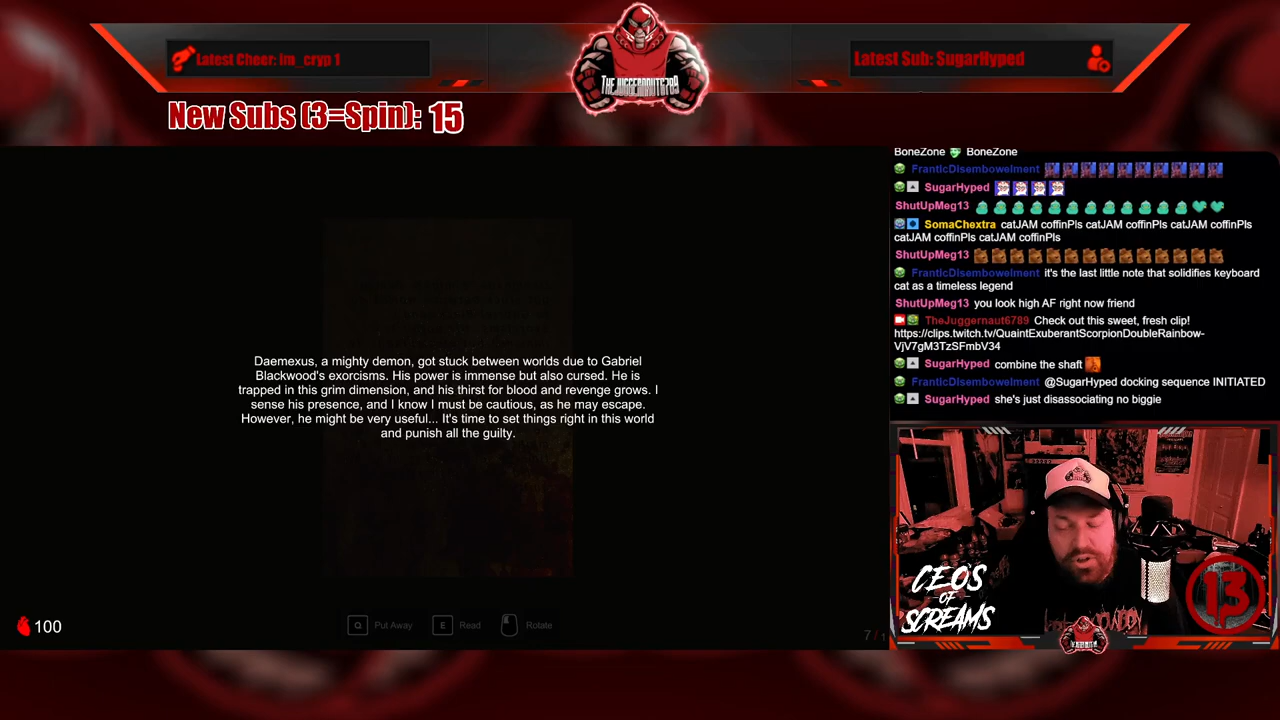 Latest Cheer: im_cryp 1
THEJUGGERNAUT6789
Latest Sub: SugarHyped
New Subs (3=Spin): 15
Daemexus, a mighty demon, got stuck between worlds due to Gabriel
Blackwood's exorcisms. His power is immense but also cursed. He is
trapped in this grim dimension, and his thirst for blood and revenge grows. I
sense his presence, and I know I must be cautious, as he may escape.
However, he might be very useful... It's time to set things right in this world
and punish all the guilty.
100
Q Put Away
E Read
Rotate
7 / 1
BoneZone BoneZone
FranticDisembowelment
SugarHyped
ShutUpMeg13
SomaChextra catJAM coffinPls catJAM coffinPls catJAM coffinPls
catJAM coffinPls catJAM coffinPls
ShutUpMeg13
FranticDisembowelment it's the last little note that solidifies keyboard
cat as a timeless legend
ShutUpMeg13 you look high AF right now friend
TheJuggernaut6789 Check out this sweet, fresh clip!
https://clips.twitch.tv/QuaintExuberantScorpionDoubleRainbow-
VjV7gM3TzSFmbV34
SugarHyped combine the shaft
FranticDisembowelment @SugarHyped docking sequence INITIATED
SugarHyped she's just disassociating no biggie
CEOS
OF
SCREAMS
13